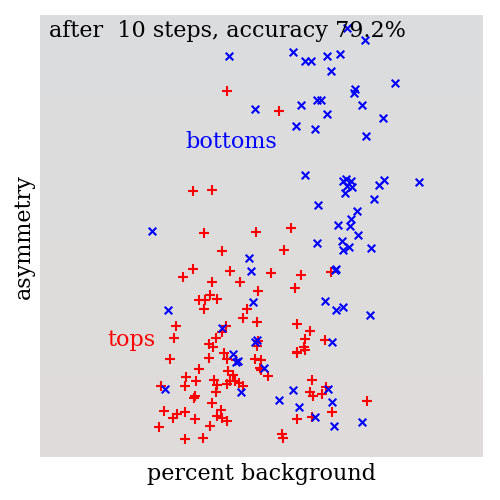 after 10 steps, accuracy 79.2%
bottoms
asymmetry
tops
percent background